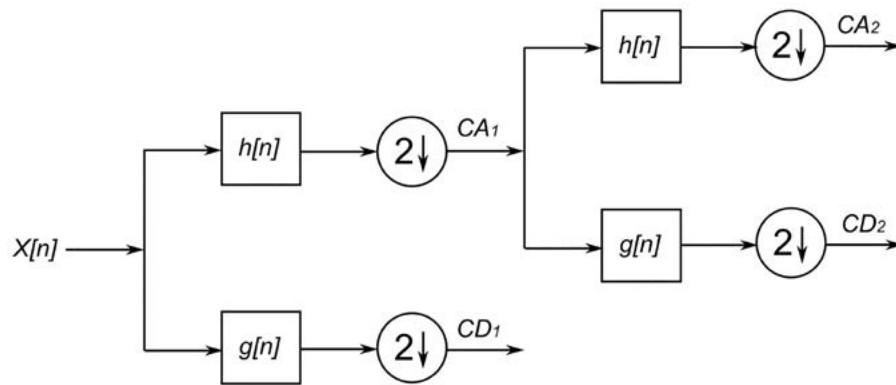 h[n]
2↓
CA₂
h[n]
2↓
CA₁
X[n]
g[n]
2↓
CD₂
g[n]
2↓
CD₁